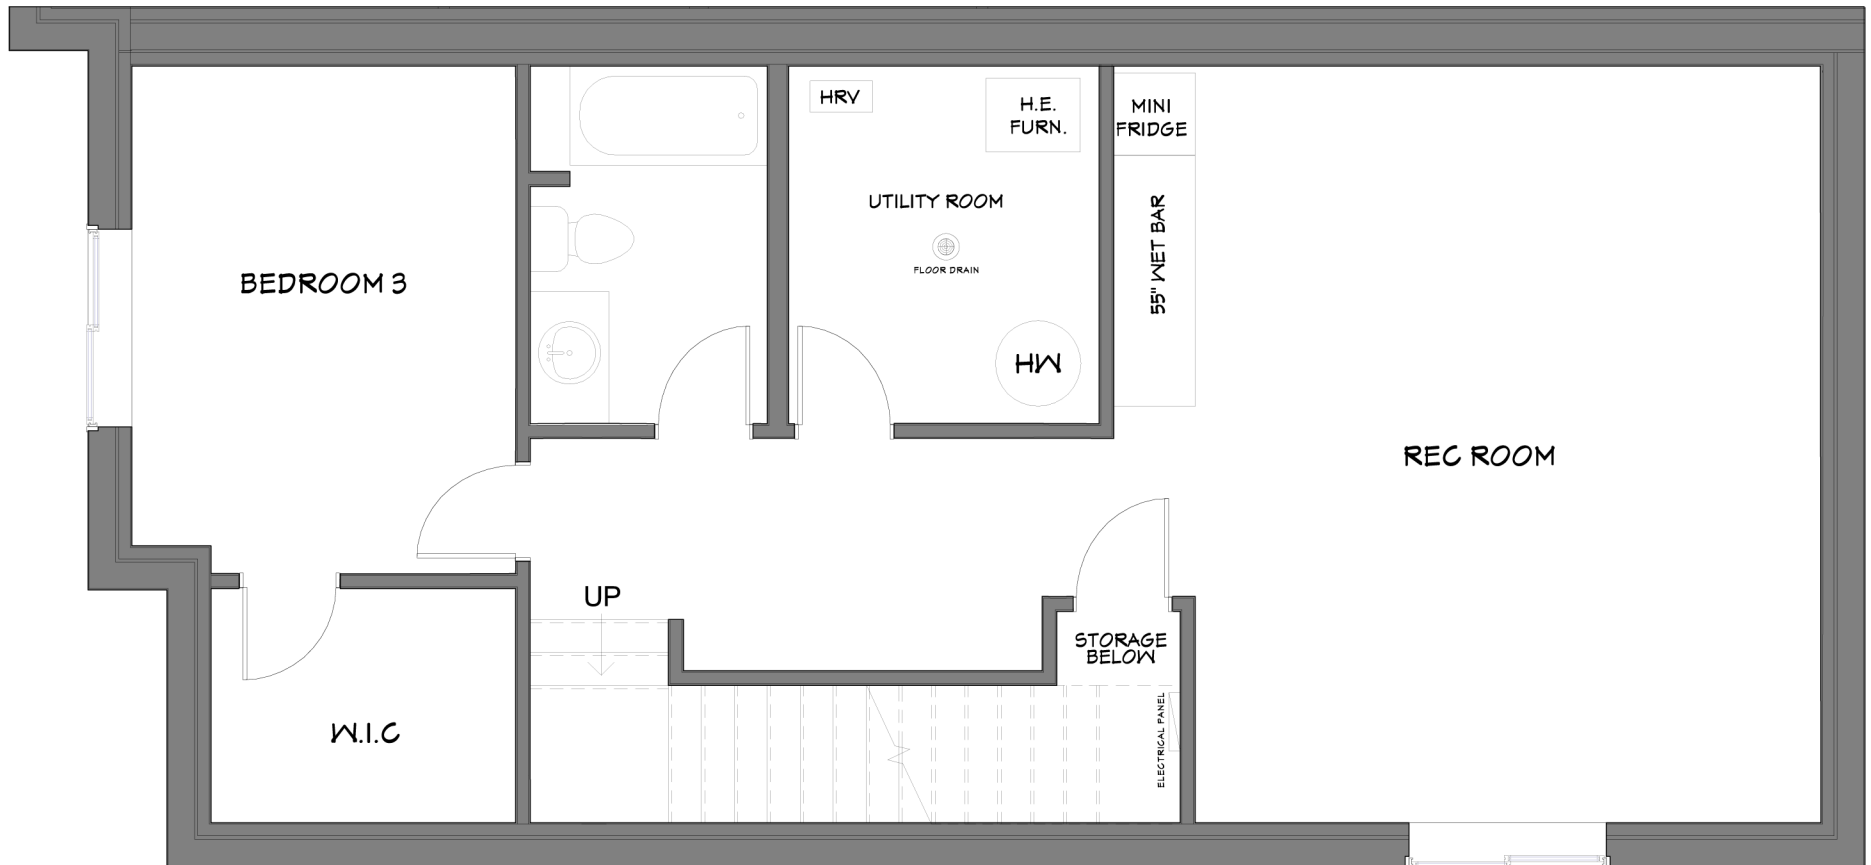 HRV
H.E.
FURN.
MINI
FRIDGE
UTILITY ROOM
FLOOR DRAIN
55" WET BAR
BEDROOM 3
HW
REC ROOM
UP
STORAGE
BELOW
ELECTRICAL PANEL
W.I.C